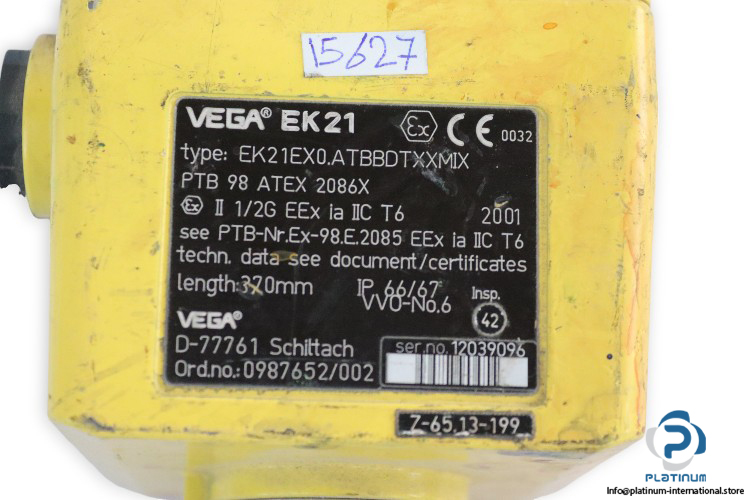 15627
VEGA® EK21 Ex CE 0032
type: EK21EX0.ATBBDTXXMIX
PTB 98 ATEX 2086X
Ex II 1/2G EEx ia IIC T6 2001
see PTB-Nr.Ex-98.E.2085 EEx ia IIC T6
techn. data see document/certificates
length:370mm IP 66/67 Insp.
VVO-No.6 42
VEGA®
D-77761 Schiltach ser.no.12039096
Ord.no.:0987652/002
Z-65.13-199
PLATINUM
Info@platinum-international.store